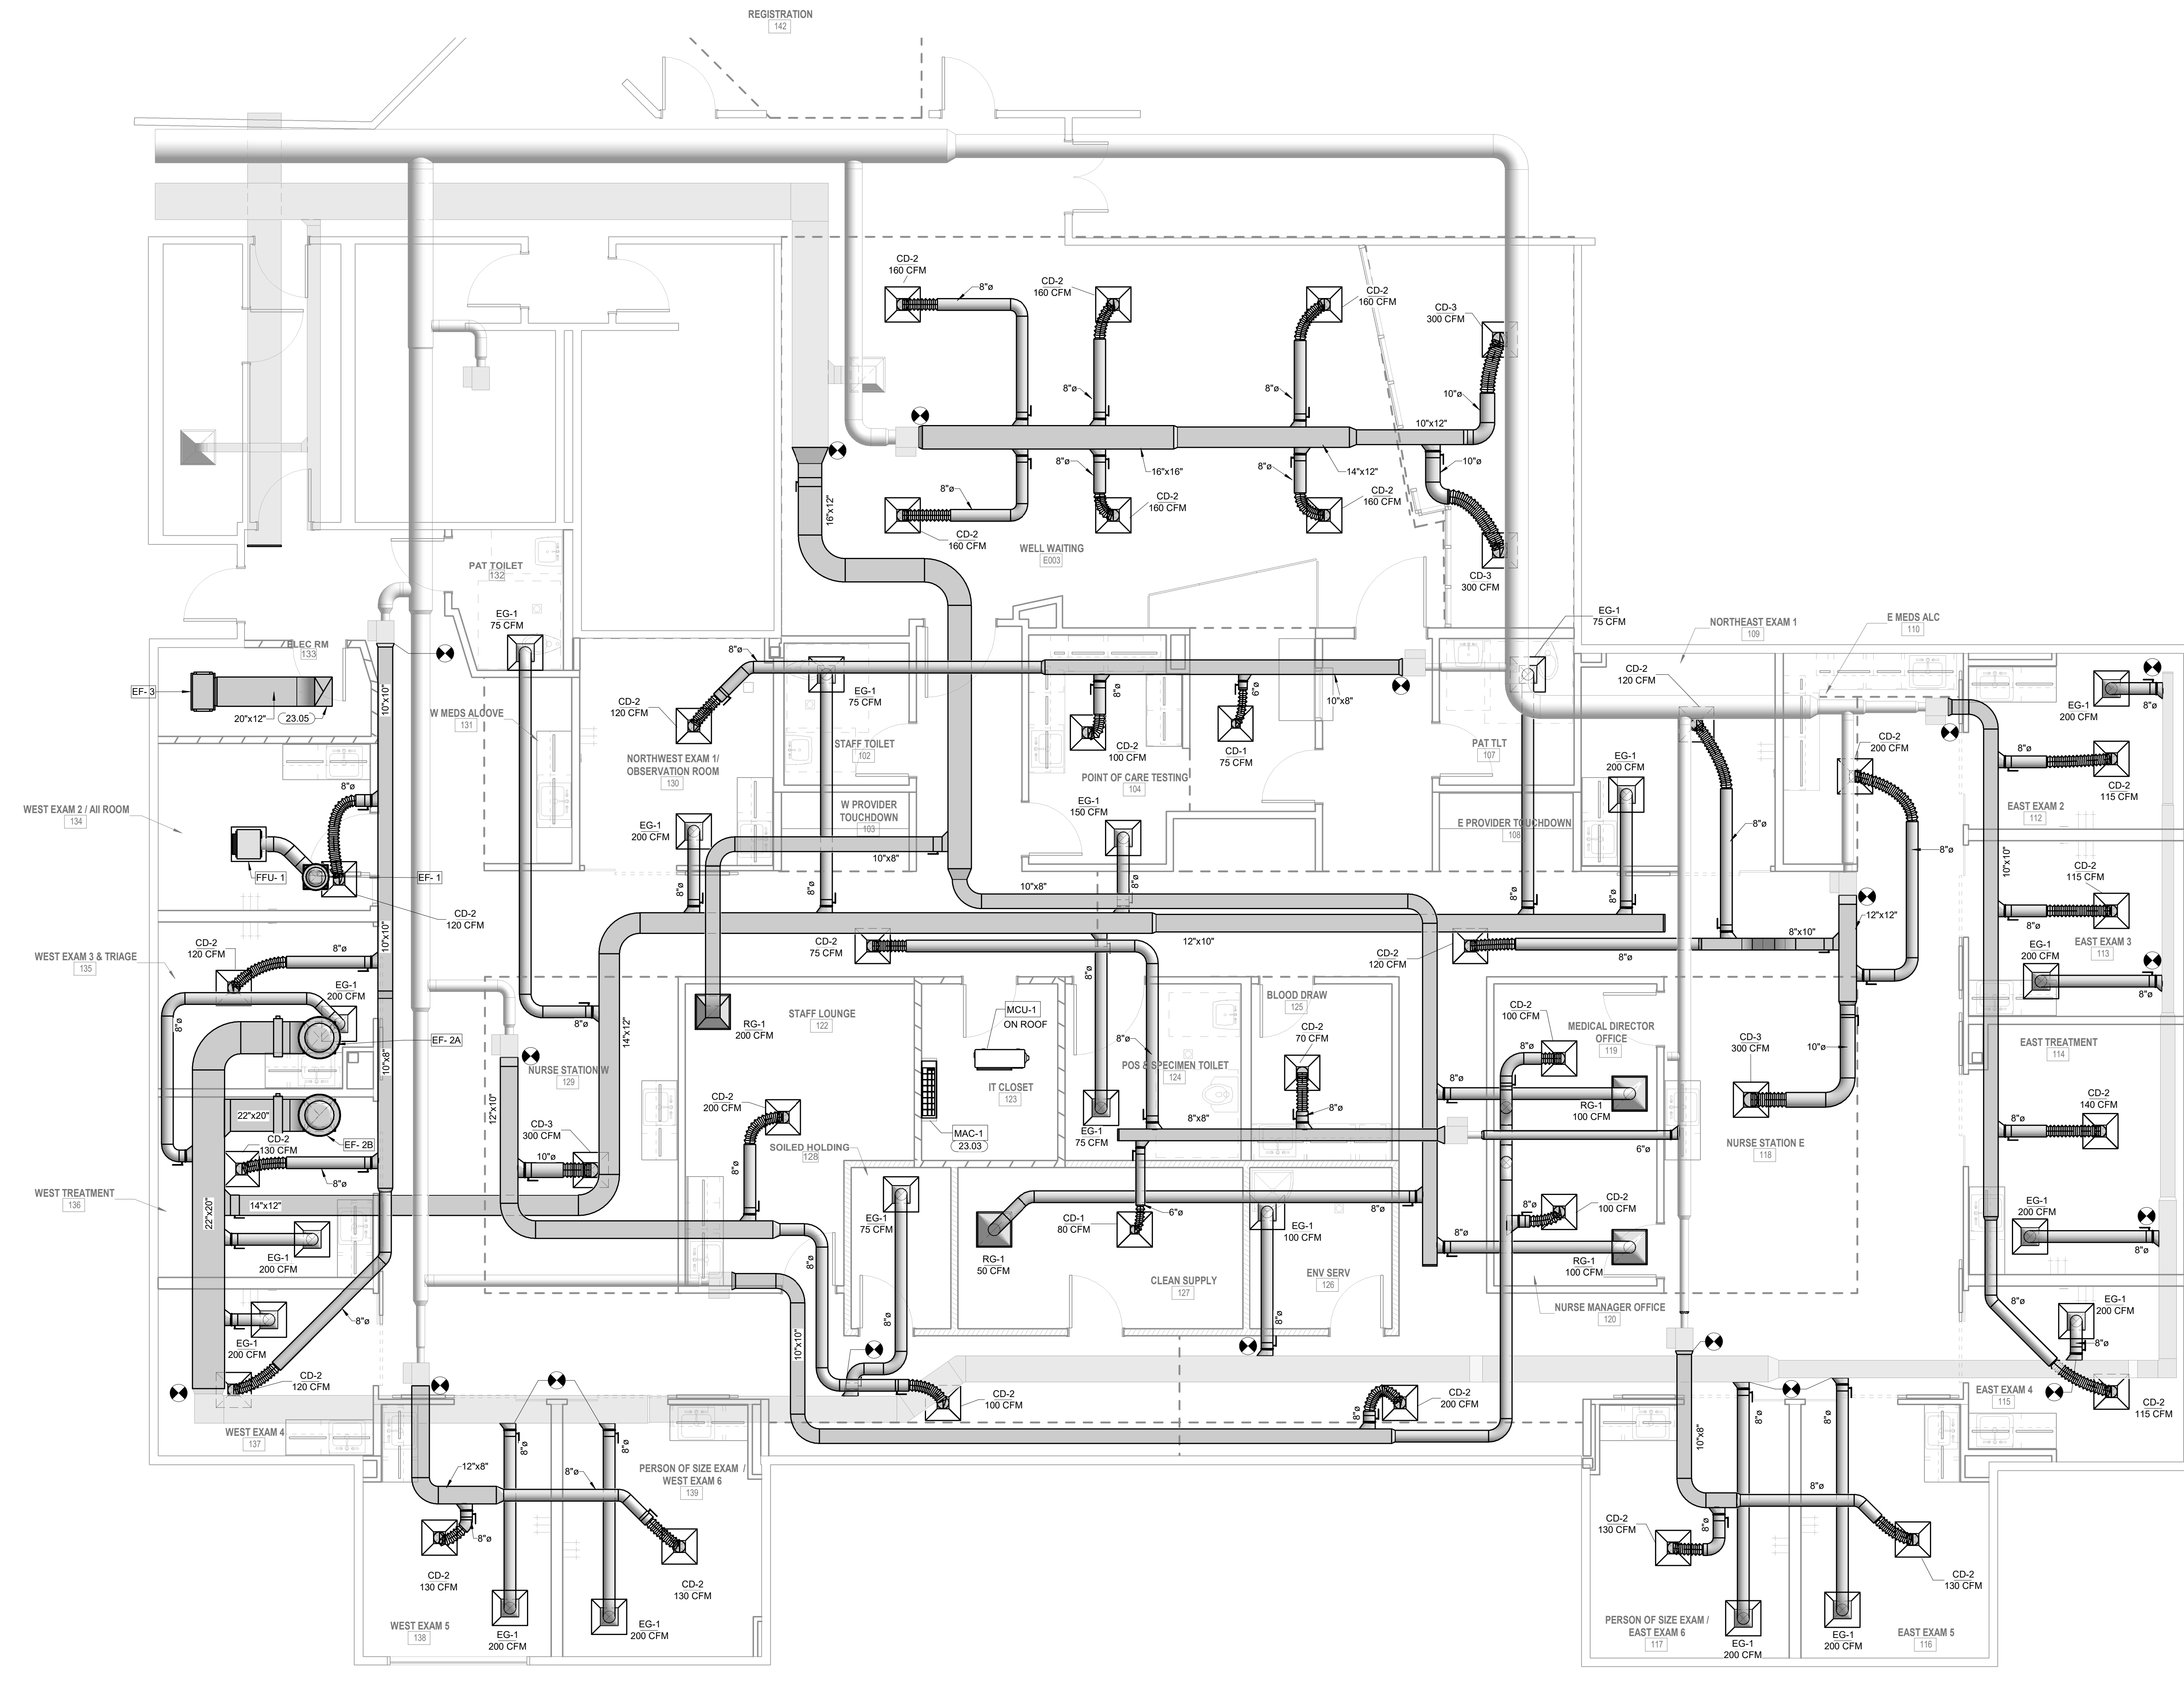 REGISTRATION
142
CD-2
160 CFM
CD-2
160 CFM
CD-2
160 CFM
CD-3
300 CFM
8"ø
8"ø
8"ø
10"ø
10"x12"
8"ø
8"ø
8"ø
16"x16"
14"x12"
10"ø
16"x12"
CD-2
160 CFM
CD-2
160 CFM
CD-2
160 CFM
WELL WAITING
E003
CD-3
300 CFM
PAT TOILET
132
EG-1
75 CFM
EG-1
75 CFM
NORTHEAST EXAM 1
109
E MEDS ALC
110
ELEC RM
133
EF- 3
20"x12"
23.05
10"x10"
W MEDS ALCOVE
131
8"ø
CD-2
120 CFM
EG-1
75 CFM
STAFF TOILET
102
NORTHWEST EXAM 1/
OBSERVATION ROOM
130
8"ø
CD-2
100 CFM
6"ø
CD-1
75 CFM
10"x8"
POINT OF CARE TESTING
104
PAT TLT
107
CD-2
120 CFM
CD-2
200 CFM
EG-1
200 CFM
8"ø
8"ø
CD-2
115 CFM
EAST EXAM 2
112
WEST EXAM 2 / AII ROOM
134
8"ø
FFU- 1
EF- 1
CD-2
120 CFM
EG-1
200 CFM
W PROVIDER
TOUCHDOWN
103
10"x8"
EG-1
150 CFM
E PROVIDER TOUCHDOWN
108
EG-1
200 CFM
8"ø
8"ø
10"x10"
CD-2
115 CFM
8"ø
8"ø
8"ø
10"x8"
8"ø
8"ø
12"x12"
8"ø
EAST EXAM 3
113
10"x10"
WEST EXAM 3 & TRIAGE
135
CD-2
120 CFM
8"ø
EG-1
200 CFM
CD-2
75 CFM
12"x10"
CD-2
120 CFM
8"ø
8"x10"
EG-1
200 CFM
8"ø
8"ø
8"ø
8"ø
EF- 2A
14"x12"
RG-1
200 CFM
STAFF LOUNGE
122
MCU-1
ON ROOF
BLOOD DRAW
125
CD-2
70 CFM
CD-2
100 CFM
MEDICAL DIRECTOR
OFFICE
119
CD-3
300 CFM
10"ø
EAST TREATMENT
114
10"x8"
NURSE STATION W
129
12"x10"
IT CLOSET
123
POS & SPECIMEN TOILET
124
8"ø
8"ø
8"ø
RG-1
100 CFM
22"x20"
EF- 2B
CD-2
130 CFM
8"ø
CD-3
300 CFM
10"ø
CD-2
200 CFM
8"ø
MAC-1
23.03
EG-1
75 CFM
8"x8"
8"ø
6"ø
NURSE STATION E
118
CD-2
140 CFM
8"ø
SOILED HOLDING
128
WEST TREATMENT
136
22"x20"
14"x12"
EG-1
200 CFM
EG-1
75 CFM
RG-1
50 CFM
CD-1
80 CFM
6"ø
EG-1
100 CFM
8"ø
8"ø
CD-2
100 CFM
8"ø
RG-1
100 CFM
EG-1
200 CFM
8"ø
8"ø
CLEAN SUPPLY
127
ENV SERV
126
NURSE MANAGER OFFICE
120
EG-1
200 CFM
8"ø
10"x10"
8"ø
8"ø
EG-1
200 CFM
8"ø
8"ø
CD-2
120 CFM
CD-2
100 CFM
8"ø
CD-2
200 CFM
EAST EXAM 4
115
CD-2
115 CFM
WEST EXAM 4
137
12"x8"
8"ø
8"ø
8"ø
PERSON OF SIZE EXAM /
WEST EXAM 6
139
10"x8"
8"ø
8"ø
8"ø
8"ø
CD-2
130 CFM
CD-2
130 CFM
CD-2
130 CFM
8"ø
CD-2
130 CFM
WEST EXAM 5
138
EG-1
200 CFM
EG-1
200 CFM
PERSON OF SIZE EXAM /
EAST EXAM 6
117
EG-1
200 CFM
EG-1
200 CFM
EAST EXAM 5
116